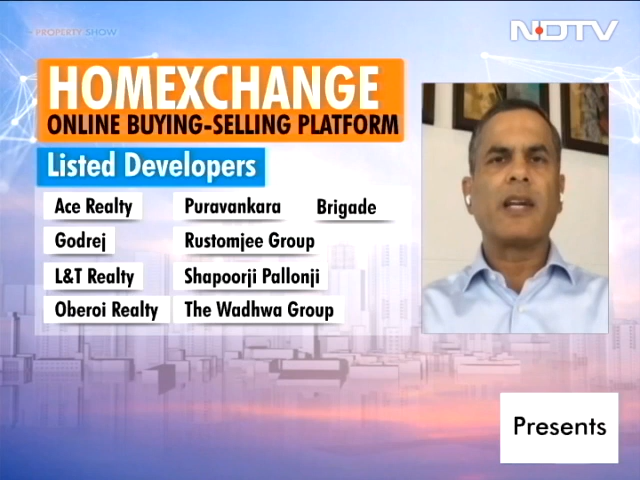 PROPERTY SHOW
NDTV
HOMEXCHANGE
ONLINE BUYING-SELLING PLATFORM
Listed Developers
Ace Realty
Puravankara
Brigade
Godrej
Rustomjee Group
L&T Realty
Shapoorji Pallonji
Oberoi Realty
The Wadhwa Group
Presents